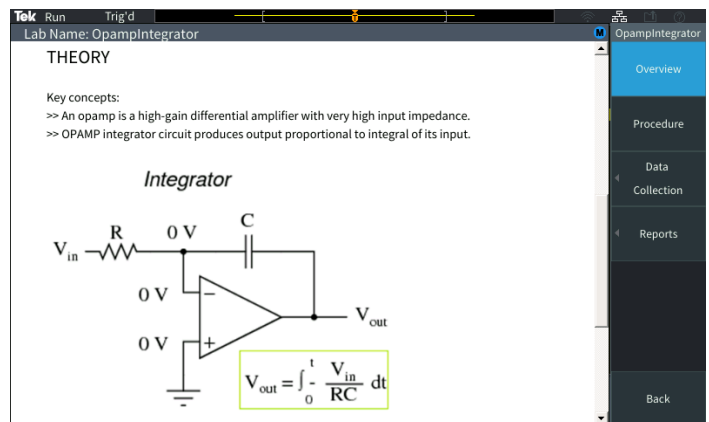 Tek Run Trig'd
Lab Name: OpampIntegrator
M
OpampIntegrator
THEORY
Key concepts:
>> An opamp is a high-gain differential amplifier with very high input impedance.
>> OPAMP integrator circuit produces output proportional to integral of its input.
Integrator
R
0 V
C
Vin
0 V
−
0 V
+
Vout
Vout = ∫ 0 t - Vin / RC dt
Overview
Procedure
Data
Collection
Reports
Back